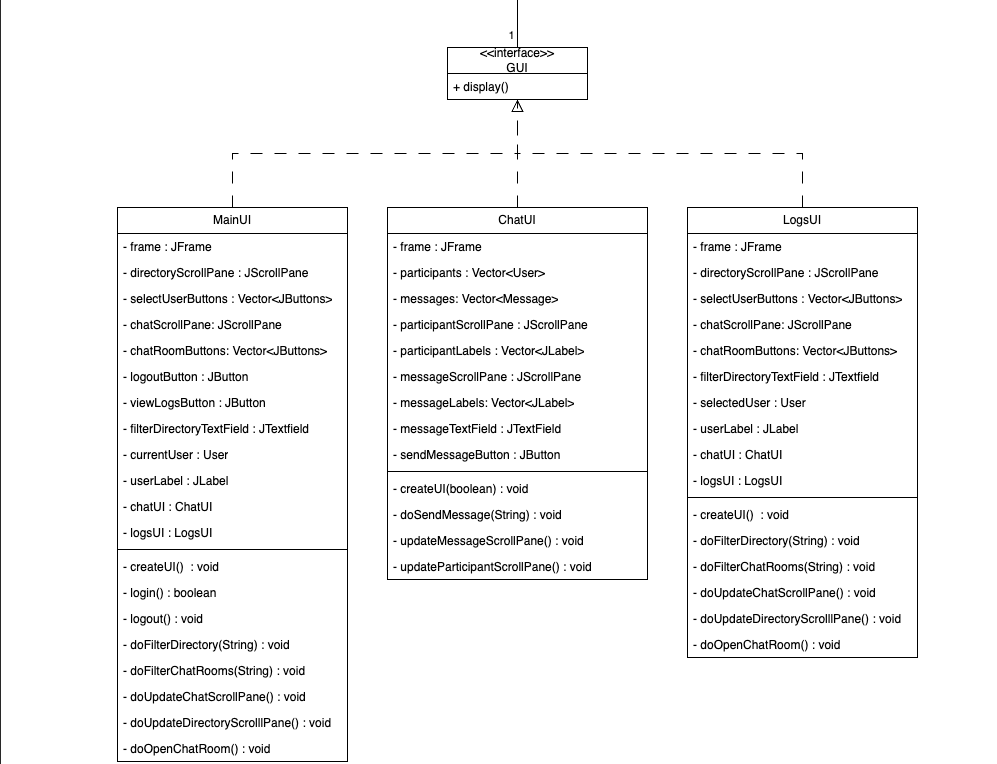 1
<<interface>>
GUI
+ display()
MainUI
- frame : JFrame
- directoryScrollPane : JScrollPane
- selectUserButtons : Vector<JButtons>
- chatScrollPane: JScrollPane
- chatRoomButtons: Vector<JButtons>
- logoutButton : JButton
- viewLogsButton : JButton
- filterDirectoryTextField : JTextfield
- currentUser : User
- userLabel : JLabel
- chatUI : ChatUI
- logsUI : LogsUI
- createUI()  : void
- login() : boolean
- logout() : void
- doFilterDirectory(String) : void
- doFilterChatRooms(String) : void
- doUpdateChatScrollPane() : void
- doUpdateDirectoryScrolllPane() : void
- doOpenChatRoom() : void
ChatUI
- frame : JFrame
- participants : Vector<User>
- messages: Vector<Message>
- participantScrollPane : JScrollPane
- participantLabels : Vector<JLabel>
- messageScrollPane : JScrollPane
- messageLabels: Vector<JLabel>
- messageTextField : JTextField
- sendMessageButton : JButton
- createUI(boolean) : void
- doSendMessage(String) : void
- updateMessageScrollPane() : void
- updateParticipantScrollPane() : void
LogsUI
- frame : JFrame
- directoryScrollPane : JScrollPane
- selectUserButtons : Vector<JButtons>
- chatScrollPane: JScrollPane
- chatRoomButtons: Vector<JButtons>
- filterDirectoryTextField : JTextfield
- selectedUser : User
- userLabel : JLabel
- chatUI : ChatUI
- logsUI : LogsUI
- createUI()  : void
- doFilterDirectory(String) : void
- doFilterChatRooms(String) : void
- doUpdateChatScrollPane() : void
- doUpdateDirectoryScrolllPane() : void
- doOpenChatRoom() : void